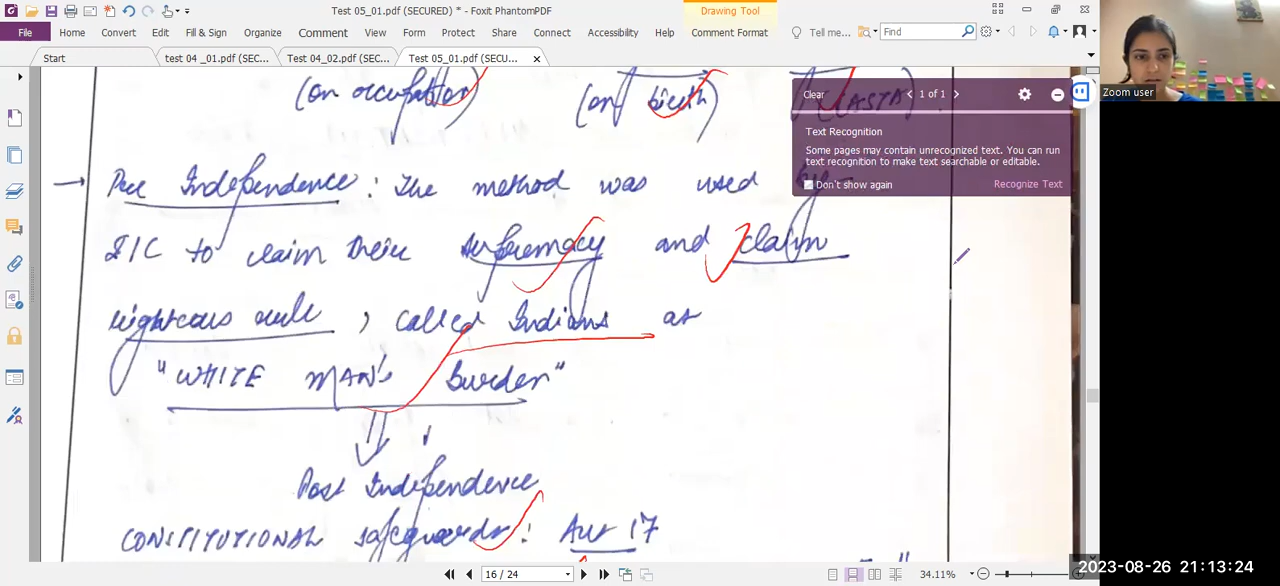 Test 05_01.pdf (SECURED) * - Foxit PhantomPDF
Drawing Tool
File Home Convert Edit Fill & Sign Organize Comment View Form Protect Share Connect Accessibility Help Comment Format Tell me... Find
Start test 04 _01.pdf (SEC... Test 04_02.pdf (SEC... Test 05_01.pdf (SECU...
Zoom user
Clear 1 of 1
Text Recognition
Some pages may contain unrecognized text. You can run
text recognition to make text searchable or editable.
Don't show again Recognize Text
(on occupation) (on birth)
→ Pre Independence: The method was used by
to claim their supremacy and claim
righteous rule, called Indians as
"WHITE MAN's Burden"
Post Independence
CONSTITUTIONAL safeguards: Art 17
16 / 24
34.11%
2023-08-26 21:13:24